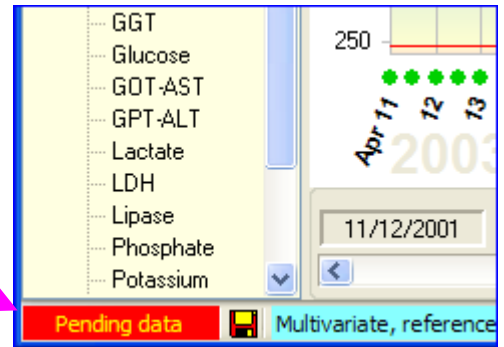 GGT
Glucose
GOT-AST
GPT-ALT
Lactate
LDH
Lipase
Phosphate
Potassium
250
Apr 11
12
13
2003
11/12/2001
Pending data
Multivariate, reference